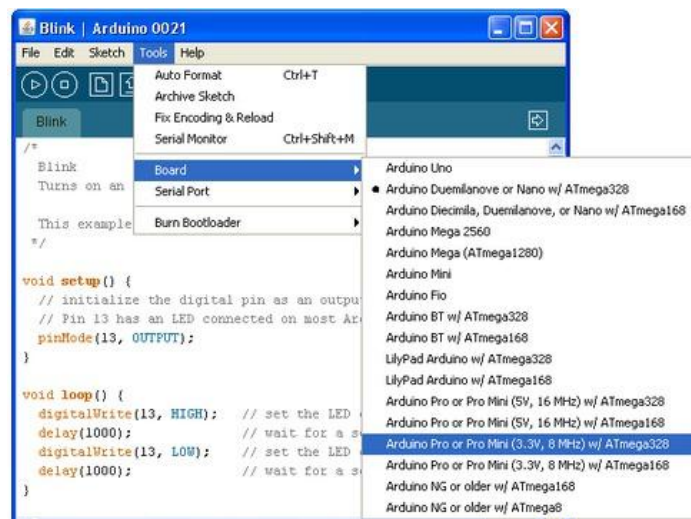 Blink | Arduino 0021
File Edit Sketch Tools Help
Blink
Auto Format Ctrl+T
Archive Sketch
Fix Encoding & Reload
Serial Monitor Ctrl+Shift+M
Board
Serial Port
Burn Bootloader
Arduino Uno
Arduino Duemilanove or Nano w/ ATmega328
Arduino Diecimila, Duemilanove, or Nano w/ ATmega168
Arduino Mega 2560
Arduino Mega (ATmega1280)
Arduino Mini
Arduino Fio
Arduino BT w/ ATmega328
Arduino BT w/ ATmega168
LilyPad Arduino w/ ATmega328
LilyPad Arduino w/ ATmega168
Arduino Pro or Pro Mini (5V, 16 MHz) w/ ATmega328
Arduino Pro or Pro Mini (5V, 16 MHz) w/ ATmega168
Arduino Pro or Pro Mini (3.3V, 8 MHz) w/ ATmega328
Arduino Pro or Pro Mini (3.3V, 8 MHz) w/ ATmega168
Arduino NG or older w/ ATmega168
Arduino NG or older w/ ATmega8
/*
Blink
Turns on an
This example
*/
void setup() {
// initialize the digital pin as an outpu
// Pin 13 has an LED connected on most Ar
pinMode(13, OUTPUT);
}
void loop() {
digitalWrite(13, HIGH); // set the LED
delay(1000); // wait for a s
digitalWrite(13, LOW); // set the LED
delay(1000); // wait for a s
}